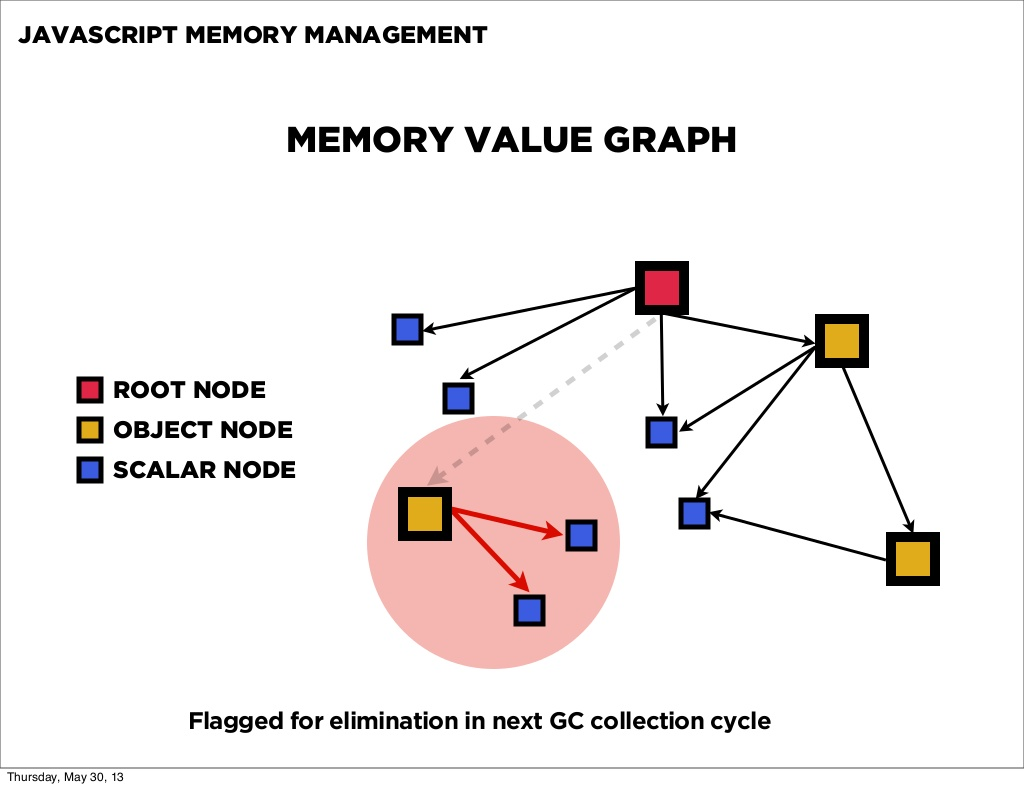 JAVASCRIPT MEMORY MANAGEMENT
MEMORY VALUE GRAPH
ROOT NODE
OBJECT NODE
SCALAR NODE
Flagged for elimination in next GC collection cycle
Thursday, May 30, 13